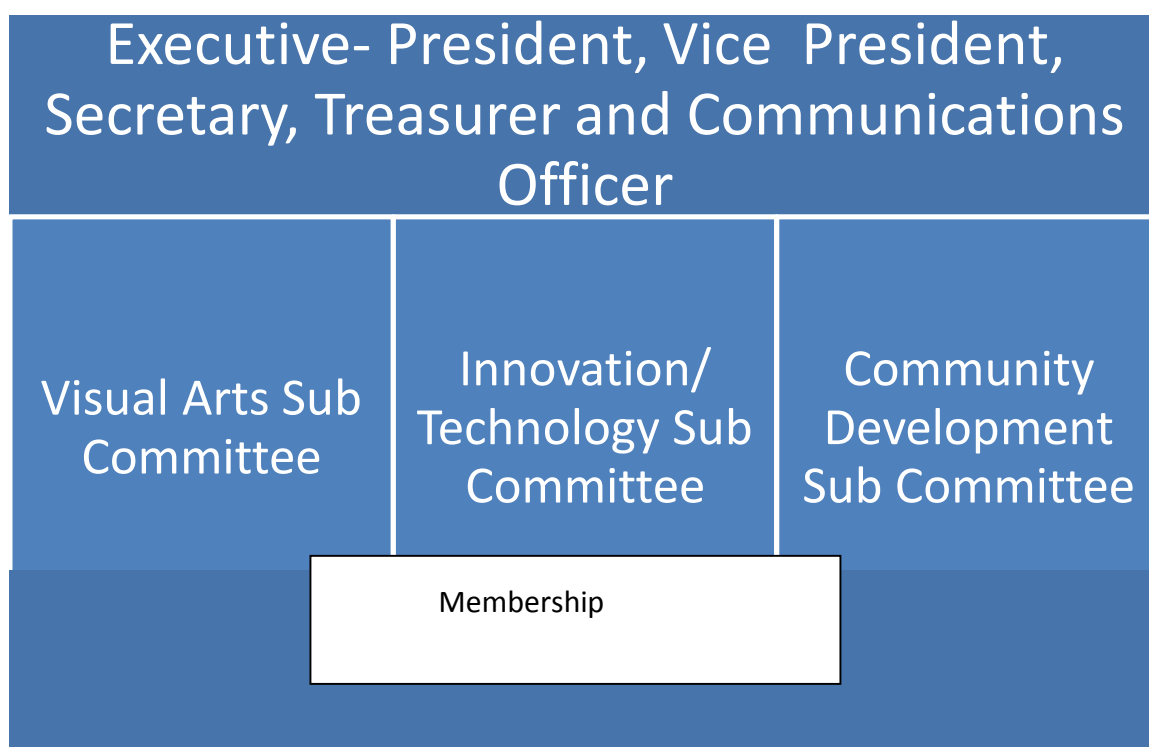 Executive- President, Vice  President,
Secretary, Treasurer and Communications
Officer
Visual Arts Sub
Committee
Innovation/
Technology Sub
Committee
Community
Development
Sub Committee
Membership